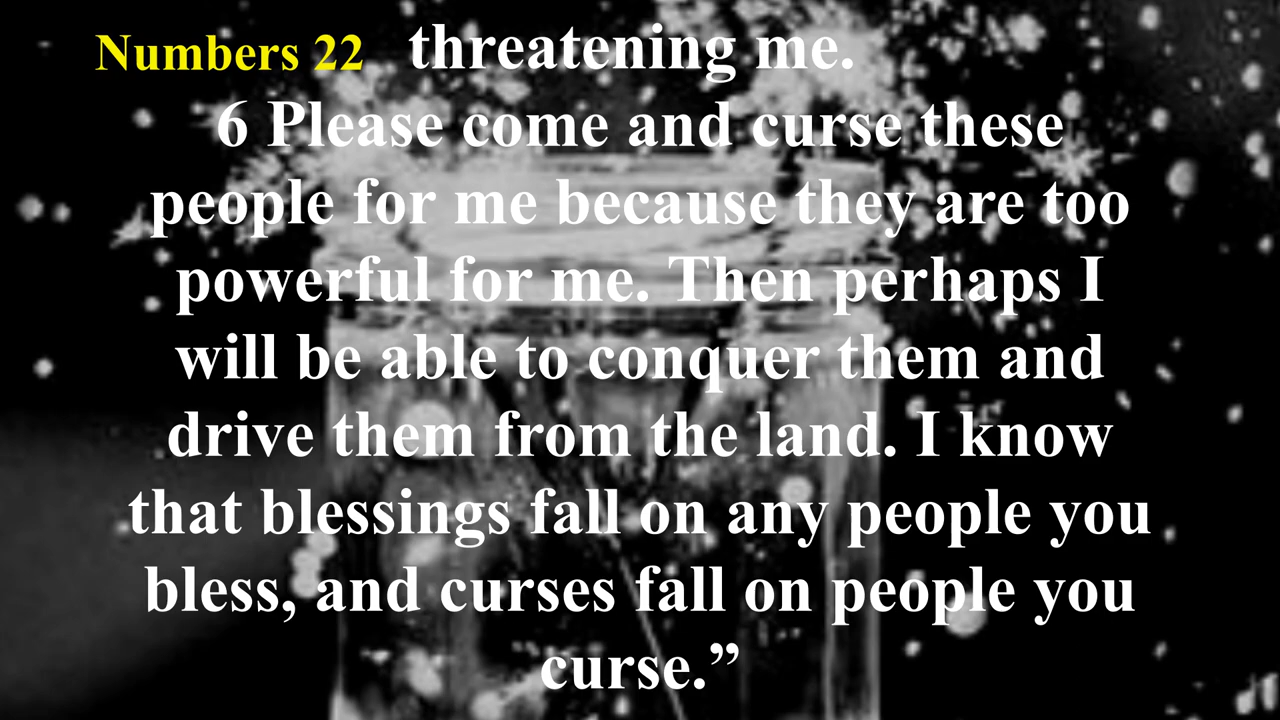 Numbers 22 threatening me.
6 Please come and curse these
people for me because they are too
powerful for me. Then perhaps I
will be able to conquer them and
drive them from the land. I know
that blessings fall on any people you
bless, and curses fall on people you
curse.”